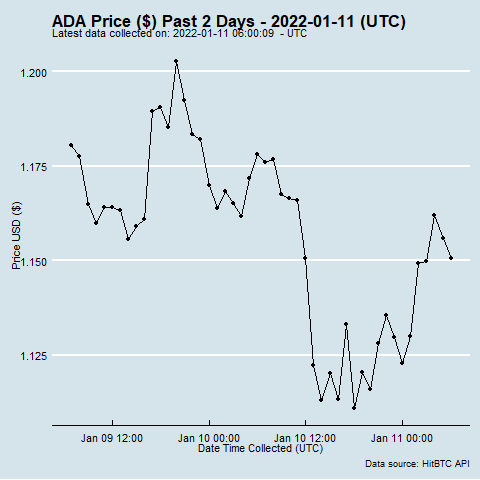 ADA Price ($) Past 2 Days - 2022-01-11 (UTC)
Latest data collected on: 2022-01-11 06:00:09 - UTC
1.200
1.175
1.150
1.125
Price USD ($)
Jan 09 12:00 Jan 10 00:00 Jan 10 12:00 Jan 11 00:00
Date Time Collected (UTC)
Data source: HitBTC API